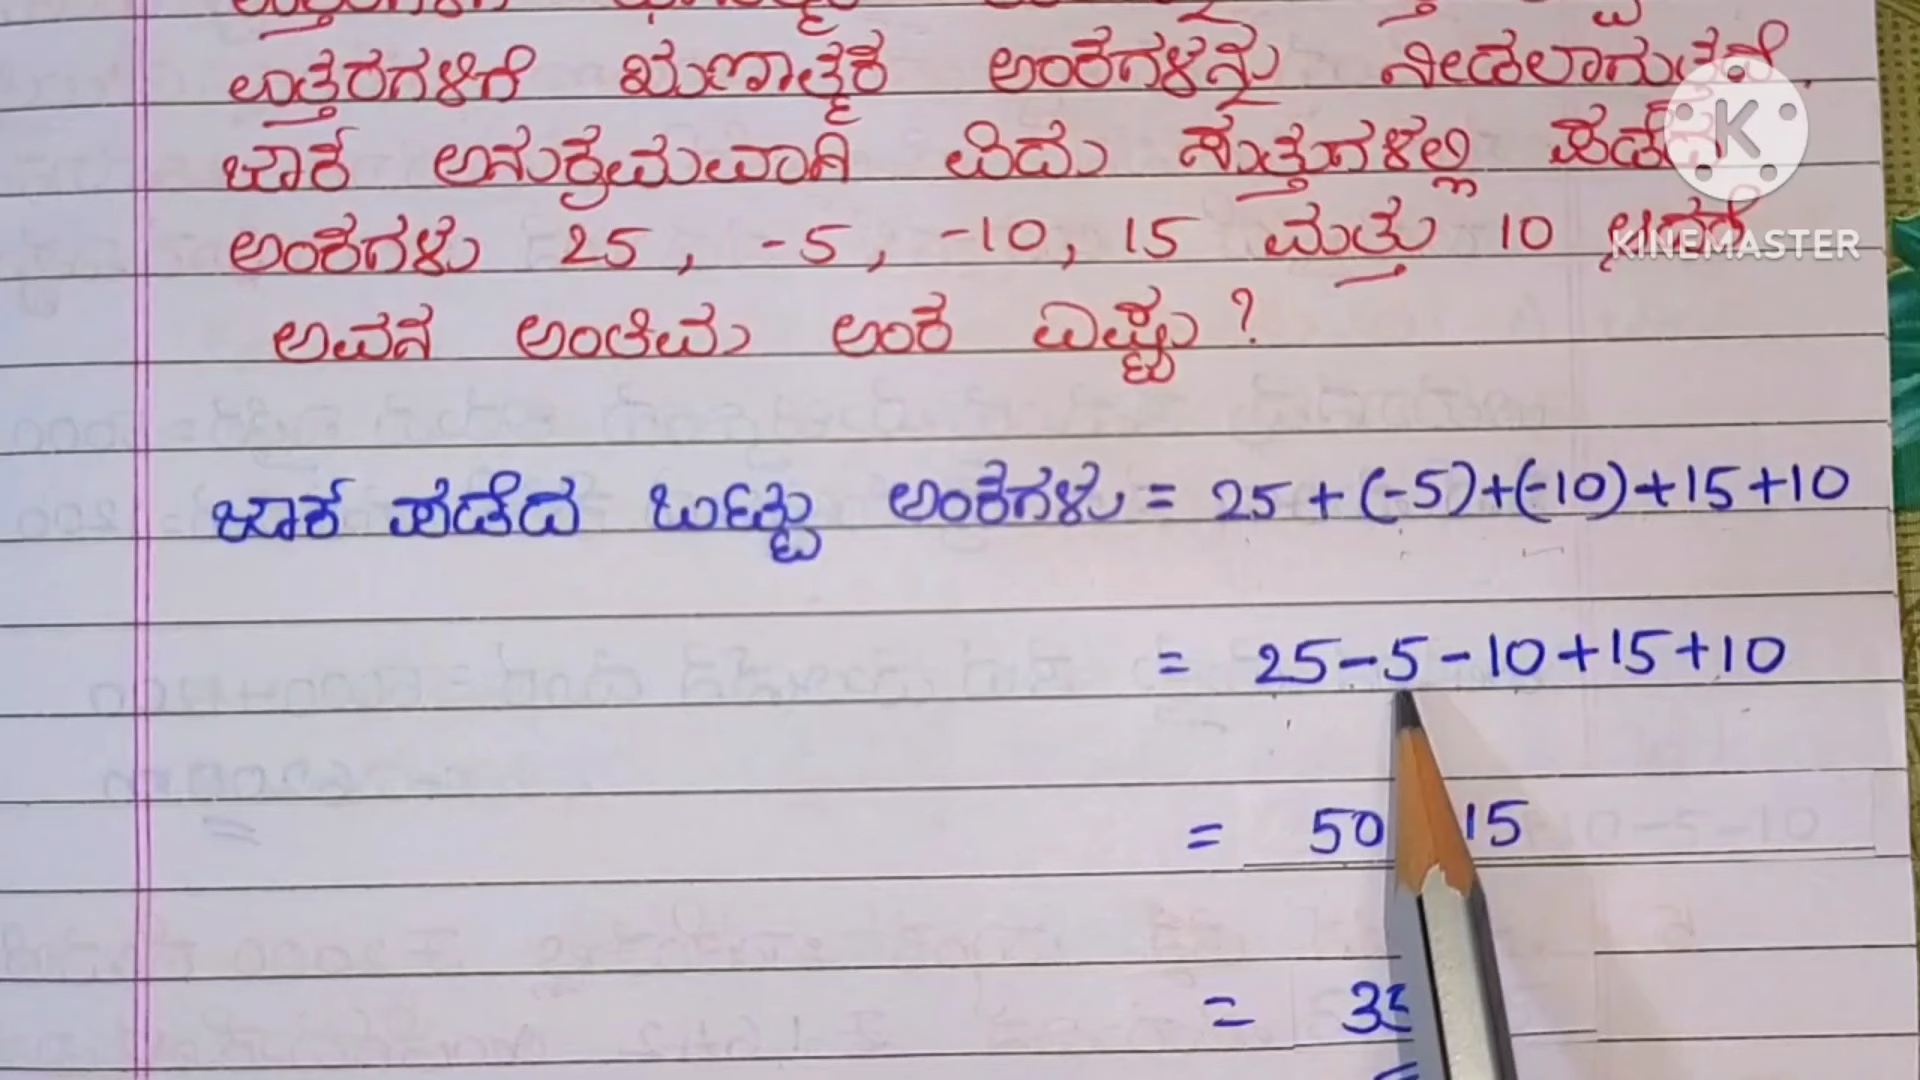 ಉತ್ತರಗಳಿಗೆ ಋಣಾತ್ಮಕ ಅಂಕಗಳನ್ನು ನೀಡಲಾಗುತ್ತದೆ.
ಜಾಕ್ ಅನುಕ್ರಮವಾಗಿ ಐದು ಸುತ್ತುಗಳಲ್ಲಿ ಪಡೆದ
ಅಂಕಗಳು 25, -5, -10, 15 ಮತ್ತು 10 ಆದರೆ
ಅವನ ಅಂತಿಮ ಅಂಕ ಎಷ್ಟು?
ಜಾಕ್ ಪಡೆದ ಒಟ್ಟು ಅಂಕಗಳು = 25 + (-5)+(-10)+15+10
= 25-5-10+15+10
= 50 15
= 35
K
KINEMASTER